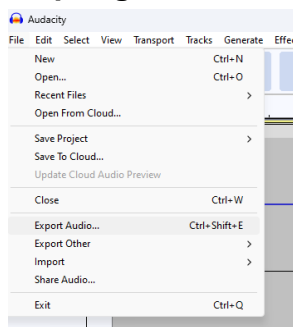 Audacity
File Edit Select View Transport Tracks Generate Effe
New Ctrl+N
Open... Ctrl+O
Recent Files >
Open From Cloud...
Save Project >
Save To Cloud...
Update Cloud Audio Preview
Close Ctrl+W
Export Audio... Ctrl+Shift+E
Export Other >
Import >
Share Audio...
Exit Ctrl+Q